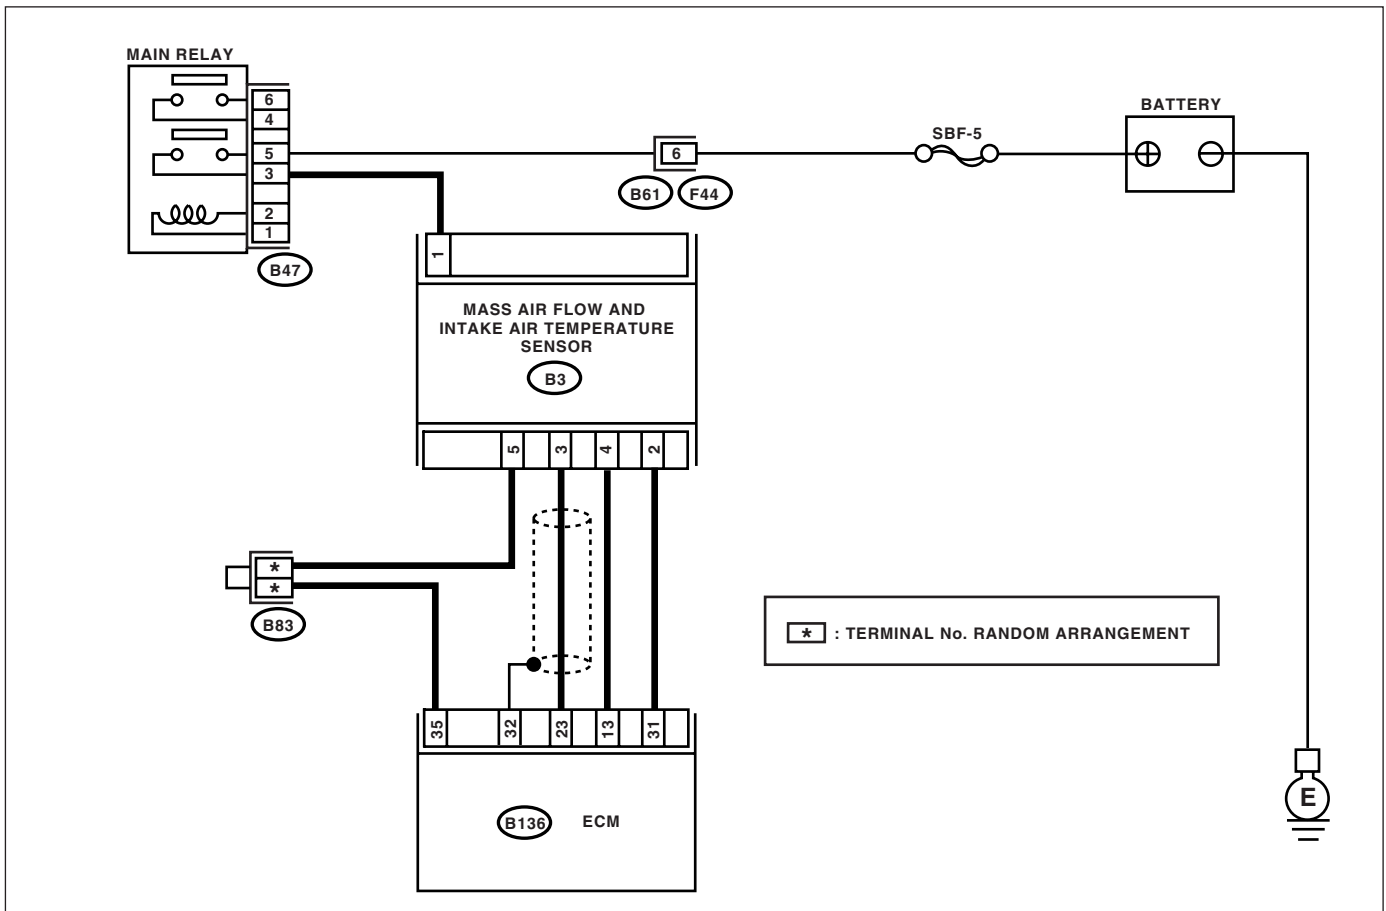 MAIN RELAY
6
4
5
3
2
1
B47
6
B61
F44
SBF-5
BATTERY
1
MASS AIR FLOW AND
INTAKE AIR TEMPERATURE
SENSOR
B3
5
3
4
2
*
*
B83
* : TERMINAL No. RANDOM ARRANGEMENT
35
32
23
13
31
B136
ECM
E